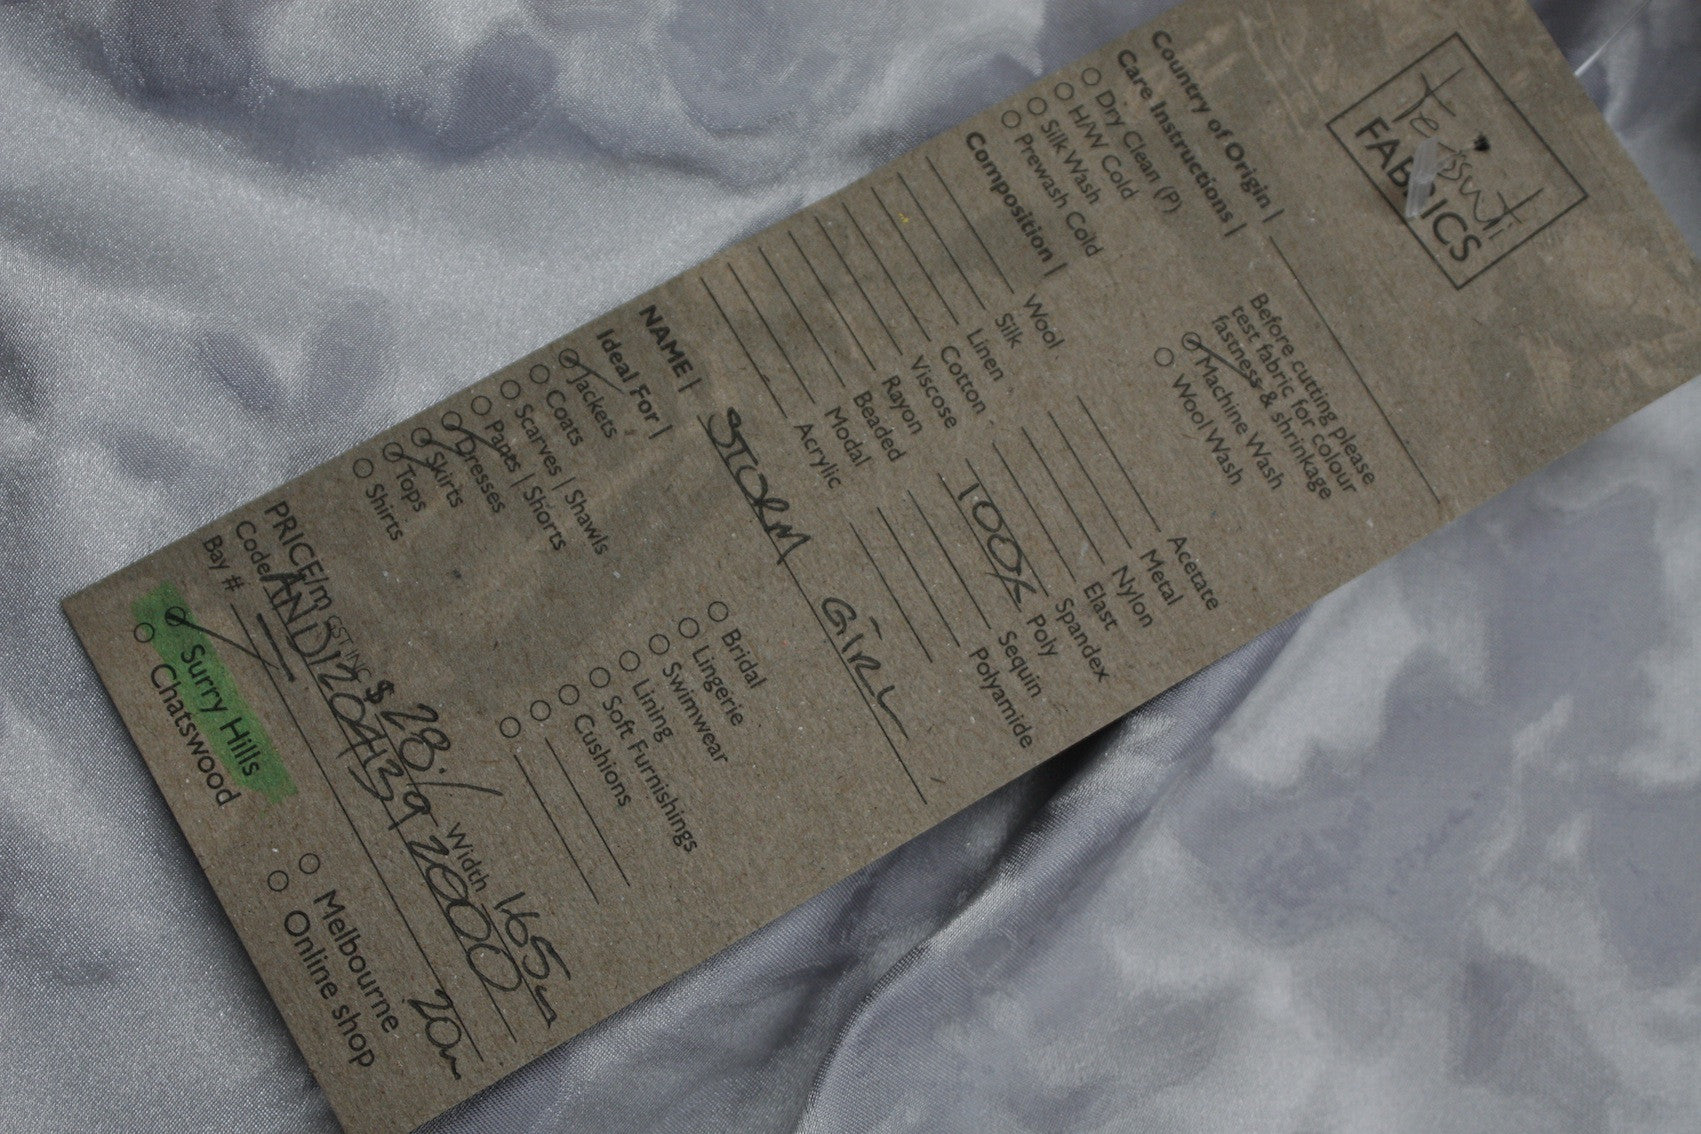 Tessuti
FABRICS
Country of Origin |
Care Instructions |
Dry Clean (P)
H/W Cold
Silk Wash
Prewash Cold
Before cutting please
test fabric for colour
fastness & shrinkage
Machine Wash
Wool Wash
Composition |
Wool
Silk
Linen
Cotton
Viscose
Rayon
Beaded
Modal
Acrylic
Acetate
Metal
Nylon
Elast
Spandex
100% Poly
Sequin
Polyamide
NAME | STORM GIRL
Ideal For |
Jackets
Coats
Scarves | Shawls
Pants | Shorts
Dresses
Skirts
Tops
Shirts
Bridal
Lingerie
Swimwear
Lining
Soft Furnishings
Cushions
PRICE/m GST INC $ 28./ Width 165
Code 2000
Bay # 20m
Surry Hills
Chatswood
Melbourne
Online shop